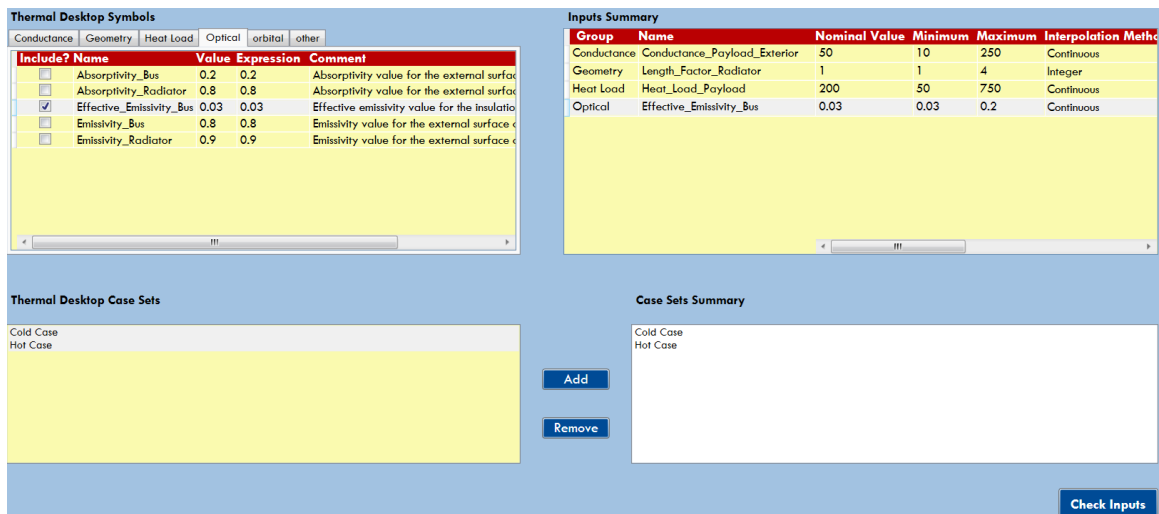 Thermal Desktop Symbols
Conductance Geometry Heat Load Optical orbital other
Include? Name Value Expression Comment
Absorptivity_Bus 0.2 0.2 Absorptivity value for the external surfac
Absorptivity_Radiator 0.8 0.8 Absorptivity value for the external surfac
Effective_Emissivity_Bus 0.03 0.03 Effective emissivity value for the insulatio
Emissivity_Bus 0.8 0.8 Emissivity value for the external surface o
Emissivity_Radiator 0.9 0.9 Emissivity value for the external surface o
Inputs Summary
Group Name Nominal Value Minimum Maximum Interpolation Metho
Conductance Conductance_Payload_Exterior 50 10 250 Continuous
Geometry Length_Factor_Radiator 1 1 4 Integer
Heat Load Heat_Load_Payload 200 50 750 Continuous
Optical Effective_Emissivity_Bus 0.03 0.03 0.2 Continuous
Thermal Desktop Case Sets
Cold Case
Hot Case
Add
Remove
Case Sets Summary
Cold Case
Hot Case
Check Inputs